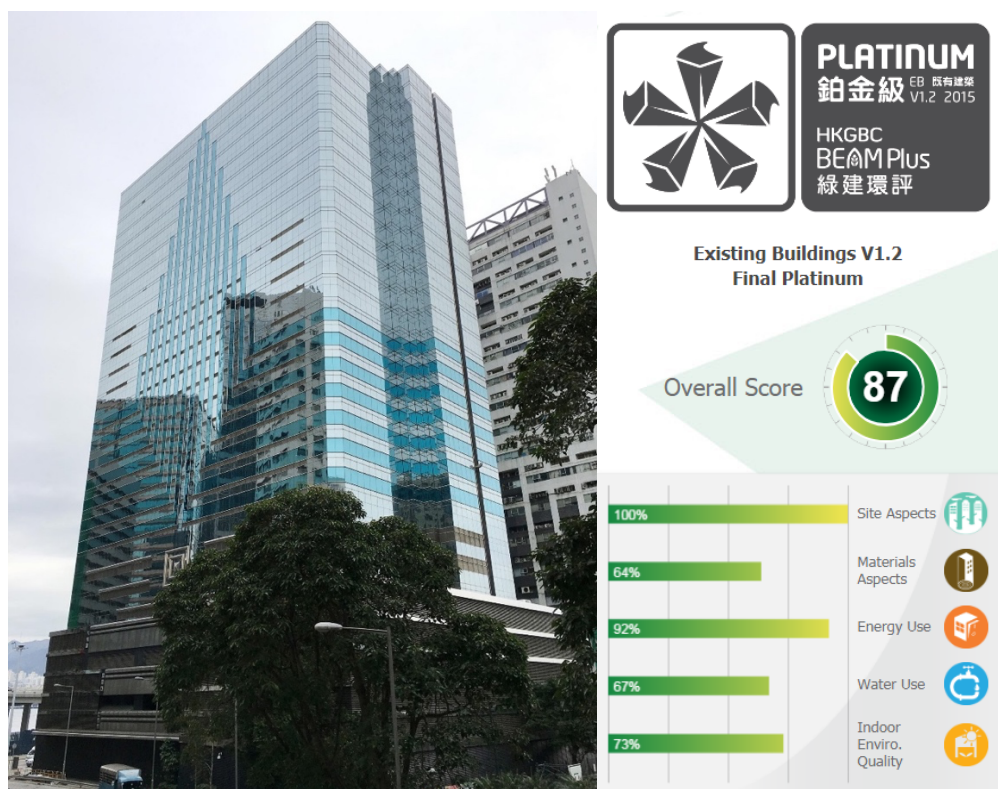 PLATINUM
鉑金級 EB 既有建築
V1.2 2015
HKGBC
BEAM Plus
綠建環評
Existing Buildings V1.2
Final Platinum
Overall Score
87
100%
Site Aspects
64%
Materials
Aspects
92%
Energy Use
67%
Water Use
73%
Indoor
Enviro.
Quality